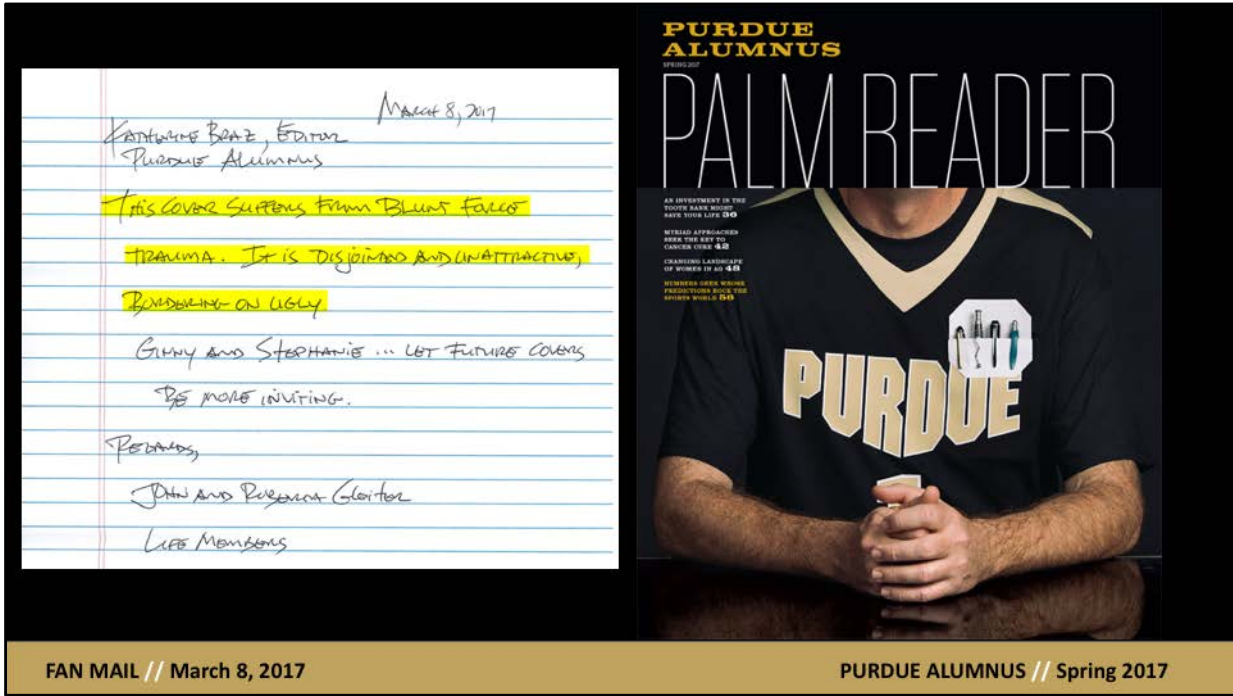 March 8, 2017
Katherine Braz, Editor
Purdue Alumnus
This cover suffers from blunt force
trauma. It is disjointed and unattractive,
bordering on ugly
Ginny and Stephanie ... let future covers
be more inviting.
Regards,
John and Roberta Gleiter
Life Members
PURDUE
ALUMNUS
SPRING 2017
PALM READER
AN INVESTMENT IN THE
TOOTH BANK MIGHT
SAVE YOUR LIFE 36
MYRIAD APPROACHES
SEEK THE KEY TO
CANCER CURE 42
CHANGING LANDSCAPE
OF WOMEN IN AG 48
NUMBERS GEEK WHOSE
PREDICTIONS ROCK THE
SPORTS WORLD 56
PURDUE
FAN MAIL // March 8, 2017
PURDUE ALUMNUS // Spring 2017